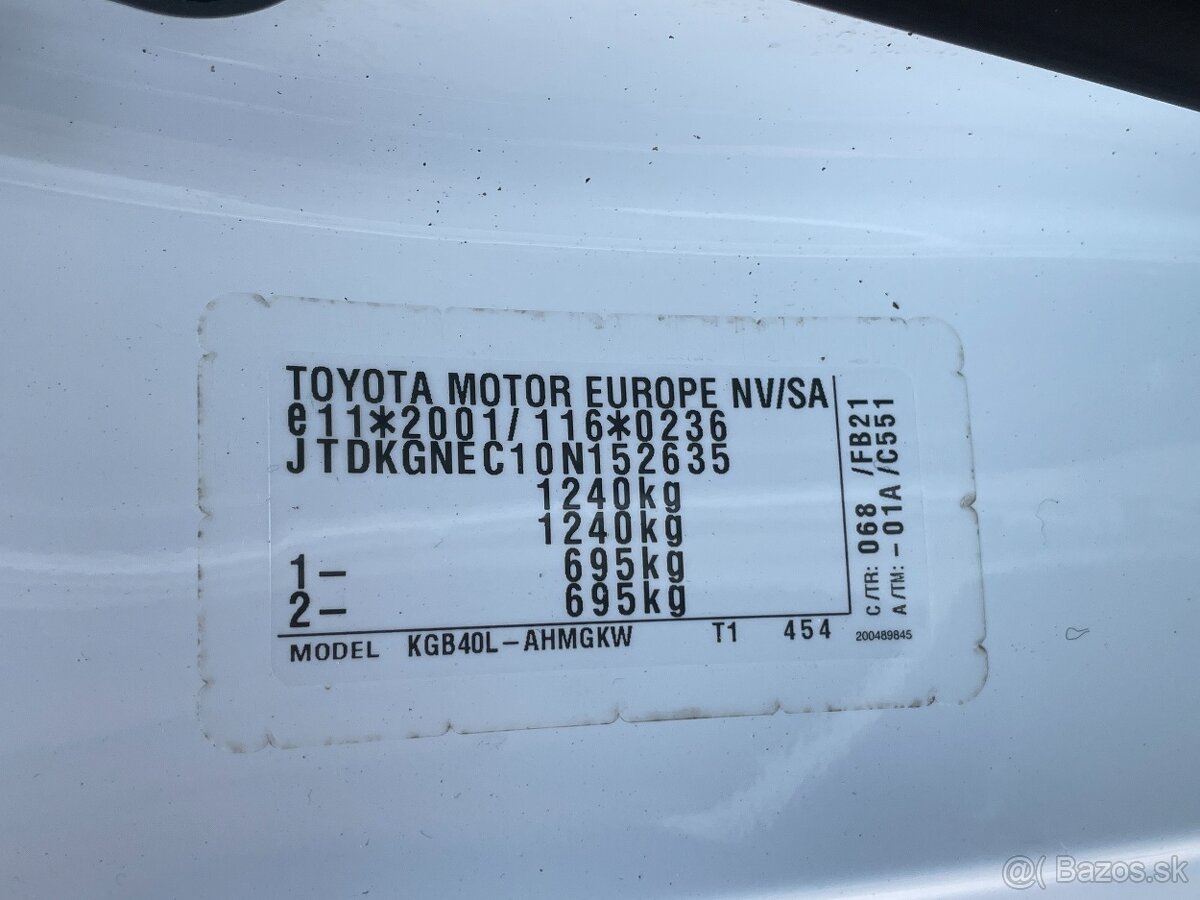 TOYOTA MOTOR EUROPE NV/SA
e11*2001/116*0236
JTDKGNEC10N152635
1240kg
1240kg
1- 695kg
2- 695kg
MODEL KGB40L-AHMGKW T1 454
C/TR: 068 /FB21
A/TM: -01A /C551
200489845
@( Bazos.sk